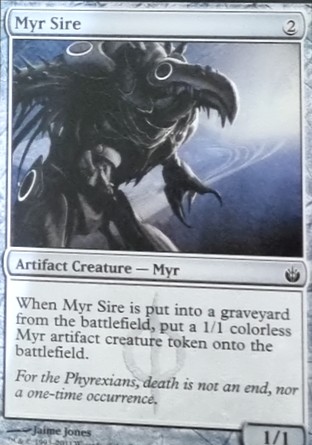 Myr Sire 2
Artifact Creature — Myr
When Myr Sire is put into a graveyard
from the battlefield, put a 1/1 colorless
Myr artifact creature token onto the
battlefield.
For the Phyrexians, death is not an end, nor
a one-time occurrence.
Jaime Jones
1/1